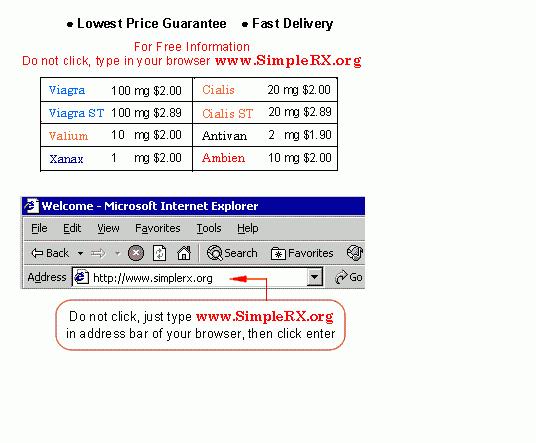 • Lowest Price Guarantee • Fast Delivery
For Free Information
Do not click, type in your browser www.SimpleRX.org
Viagra 100 mg $2.00 Cialis 20 mg $2.00
Viagra ST 100 mg $2.89 Cialis ST 20 mg $2.89
Valium 10 mg $2.00 Antivan 2 mg $1.90
Xanax 1 mg $2.00 Ambien 10 mg $2.00
Welcome - Microsoft Internet Explorer
File Edit View Favorites Tools Help
Back Search Favorites
Address http://www.simplerx.org Go
Do not click, just type www.SimpleRX.org
in address bar of your browser, then click enter